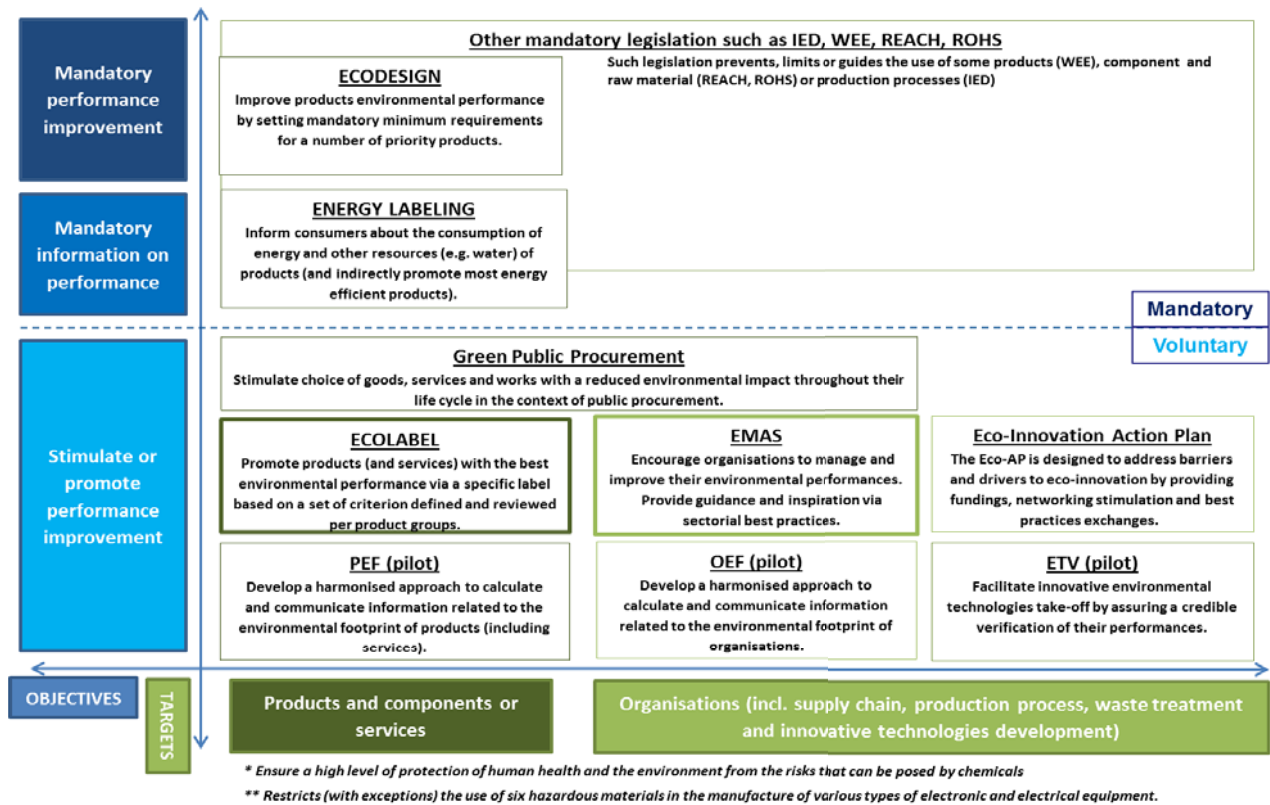 Mandatory
performance
improvement
Other mandatory legislation such as IED, WEE, REACH, ROHS
Such legislation prevents, limits or guides the use of some products (WEE), component and
raw material (REACH, ROHS) or production processes (IED)
ECODESIGN
Improve products environmental performance
by setting mandatory minimum requirements
for a number of priority products.
Mandatory
information on
performance
ENERGY LABELING
Inform consumers about the consumption of
energy and other resources (e.g. water) of
products (and indirectly promote most energy
efficient products).
Mandatory
Voluntary
Stimulate or
promote
performance
improvement
Green Public Procurement
Stimulate choice of goods, services and works with a reduced environmental impact throughout their
life cycle in the context of public procurement.
ECOLABEL
Promote products (and services) with the best
environmental performance via a specific label
based on a set of criterion defined and reviewed
per product groups.
EMAS
Encourage organisations to manage and
improve their environmental performances.
Provide guidance and inspiration via
sectorial best practices.
Eco-Innovation Action Plan
The Eco-AP is designed to address barriers
and drivers to eco-innovation by providing
fundings, networking stimulation and best
practices exchanges.
PEF (pilot)
Develop a harmonised approach to calculate
and communicate information related to the
environmental footprint of products (including
services).
OEF (pilot)
Develop a harmonised approach to
calculate and communicate information
related to the environmental footprint of
organisations.
ETV (pilot)
Facilitate innovative environmental
technologies take-off by assuring a credible
verification of their performances.
OBJECTIVES
TARGETS
Products and components or
services
Organisations (incl. supply chain, production process, waste treatment
and innovative technologies development)
* Ensure a high level of protection of human health and the environment from the risks that can be posed by chemicals
** Restricts (with exceptions) the use of six hazardous materials in the manufacture of various types of electronic and electrical equipment.